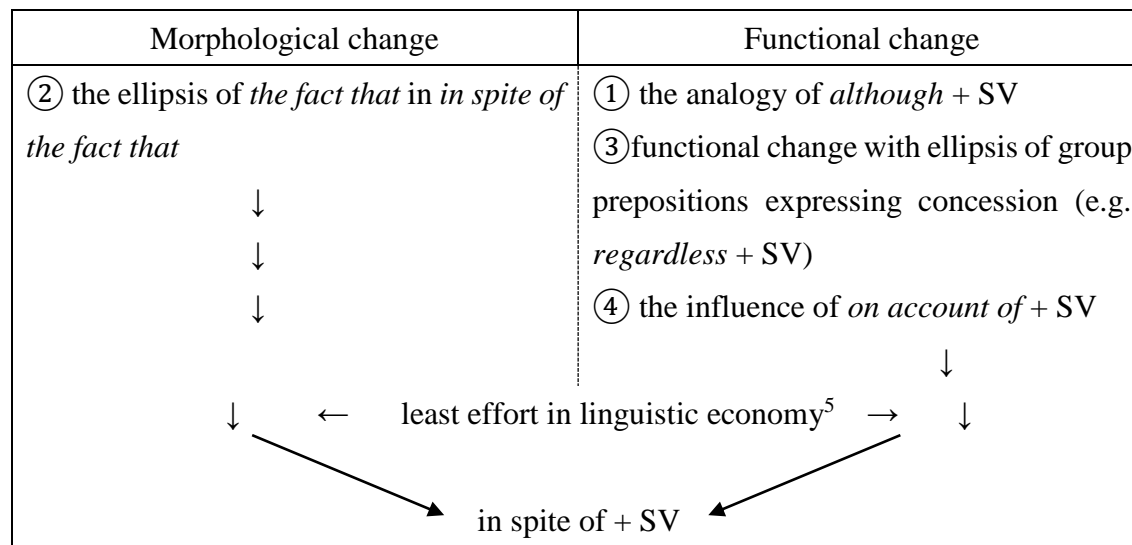 Morphological change
Functional change
② the ellipsis of the fact that in in spite of
the fact that
① the analogy of although + SV
③functional change with ellipsis of group
prepositions expressing concession (e.g.
regardless + SV)
④ the influence of on account of + SV
↓
↓
↓
↓
↓ ← least effort in linguistic economy⁵ → ↓
in spite of + SV